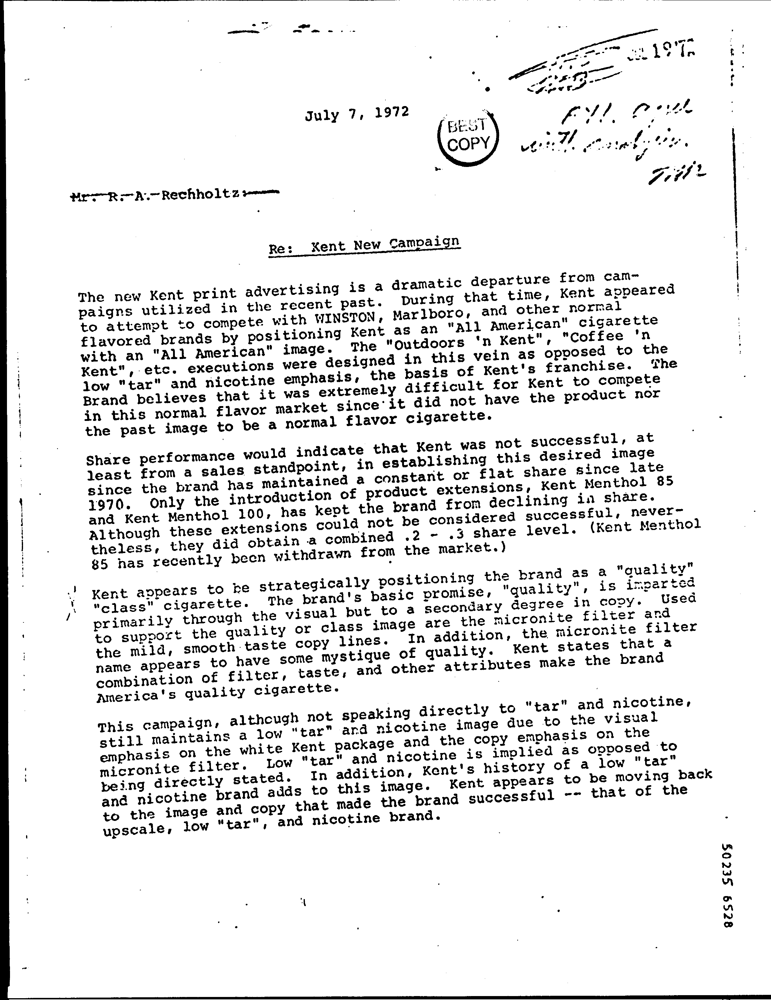 1972
July 7, 1972
BEST
COPY
Mr. R. A. Rechholtz:
Re: Kent New Campaign
The new Kent print advertising is a dramatic departure from cam-
paigns utilized in the recent past. During that time, Kent appeared
to attempt to compete with WINSTON, Marlboro, and other normal
flavored brands by positioning Kent as an "All American" cigarette
with an "All American" image. The "Outdoors 'n Kent", "Coffee 'n
Kent", etc. executions were designed in this vein as opposed to the
low "tar" and nicotine emphasis, the basis of Kent's franchise. The
Brand believes that it was extremely difficult for Kent to compete
in this normal flavor market since it did not have the product nor
the past image to be a normal flavor cigarette.
Share performance would indicate that Kent was not successful, at
least from a sales standpoint, in establishing this desired image
since the brand has maintained a constant or flat share since late
1970. Only the introduction of product extensions, Kent Menthol 85
and Kent Menthol 100, has kept the brand from declining in share.
Although these extensions could not be considered successful, never-
theless, they did obtain a combined .2 - .3 share level. (Kent Menthol
85 has recently been withdrawn from the market.)
Kent appears to be strategically positioning the brand as a "quality"
"class" cigarette. The brand's basic promise, "quality", is imparted
primarily through the visual but to a secondary degree in copy. Used
to support the quality or class image are the micronite filter and
the mild, smooth taste copy lines. In addition, the micronite filter
name appears to have some mystique of quality. Kent states that a
combination of filter, taste, and other attributes make the brand
America's quality cigarette.
This campaign, although not speaking directly to "tar" and nicotine,
still maintains a low "tar" and nicotine image due to the visual
emphasis on the white Kent package and the copy emphasis on the
micronite filter. Low "tar" and nicotine is implied as opposed to
being directly stated. In addition, Kent's history of a low "tar"
and nicotine brand adds to this image. Kent appears to be moving back
to the image and copy that made the brand successful -- that of the
upscale, low "tar", and nicotine brand.
50235 6528